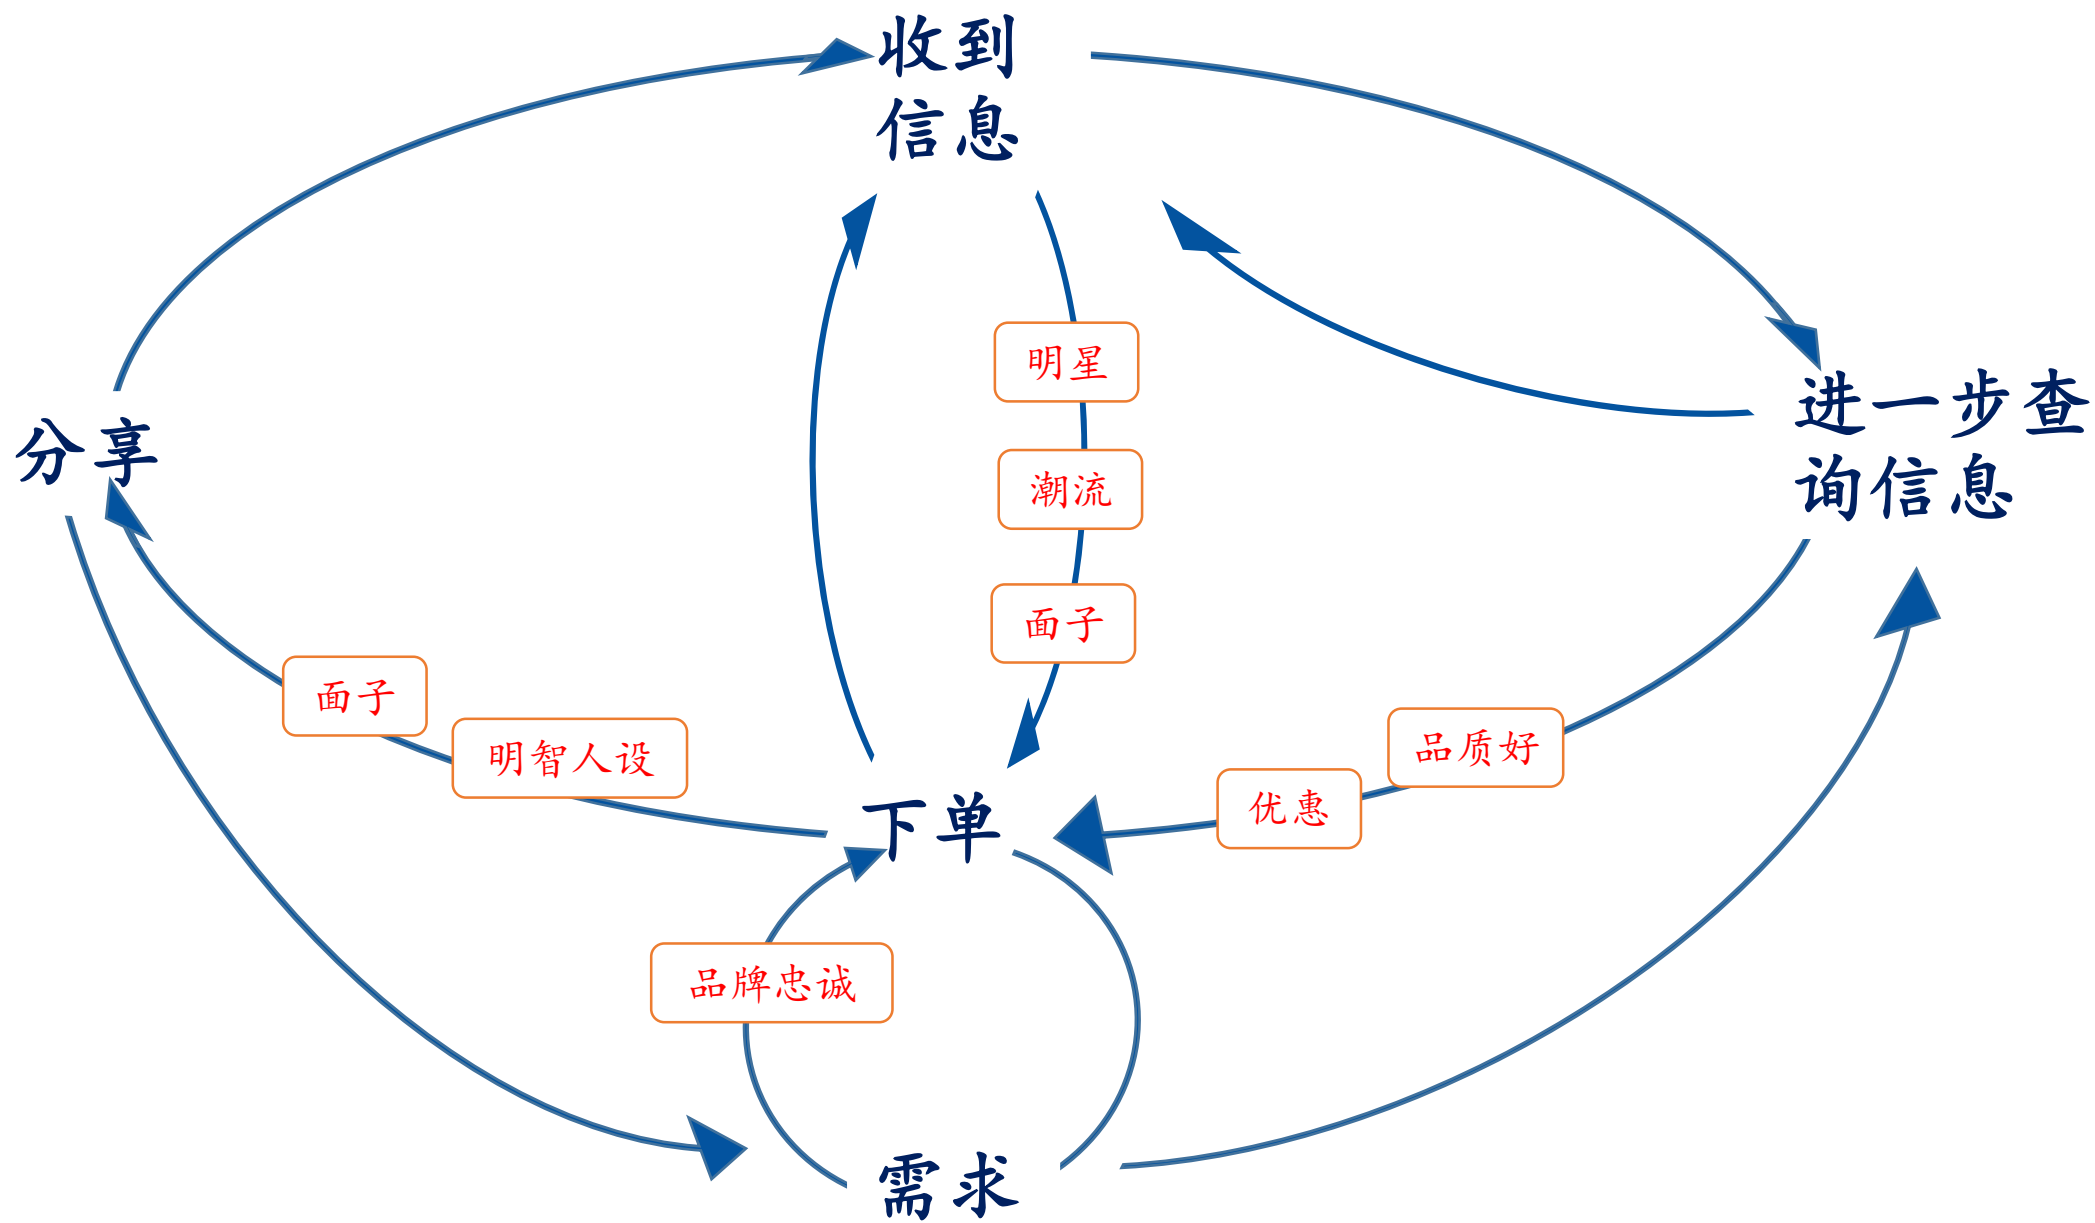 收到
信息
明星
分享
进一步查
询信息
潮流
面子
面子
明智人设
品质好
优惠
下单
品牌忠诚
需求